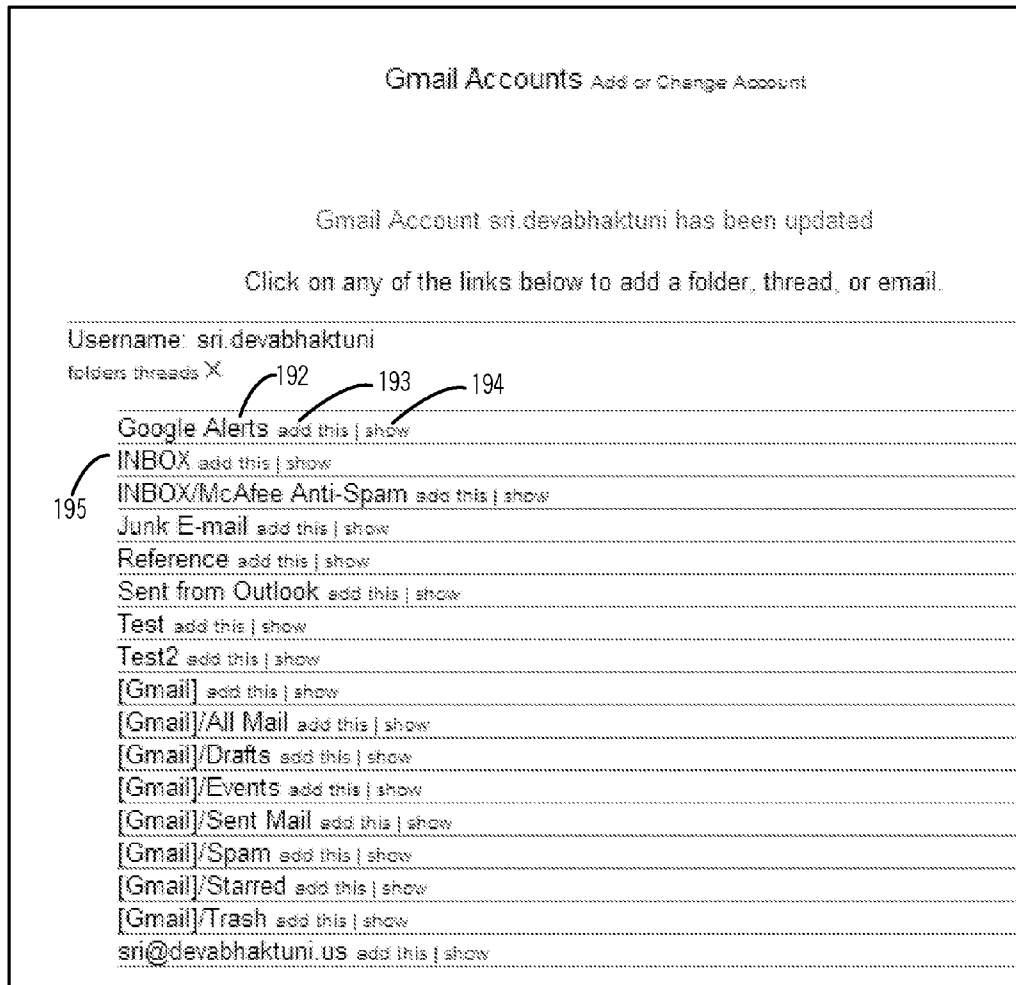 Gmail Accounts Add or Change Account
Gmail Account sri.devabhaktuni has been updated
Click on any of the links below to add a folder, thread, or email.
Username: sri.devabhaktuni
folders threads X
192
193
194
Google Alerts add this | show
195
INBOX add this | show
INBOX/McAfee Anti-Spam add this | show
Junk E-mail add this | show
Reference add this | show
Sent from Outlook add this | show
Test add this | show
Test2 add this | show
[Gmail] add this | show
[Gmail]/All Mail add this | show
[Gmail]/Drafts add this | show
[Gmail]/Events add this | show
[Gmail]/Sent Mail add this | show
[Gmail]/Spam add this | show
[Gmail]/Starred add this | show
[Gmail]/Trash add this | show
sri@devabhaktuni.us add this | show